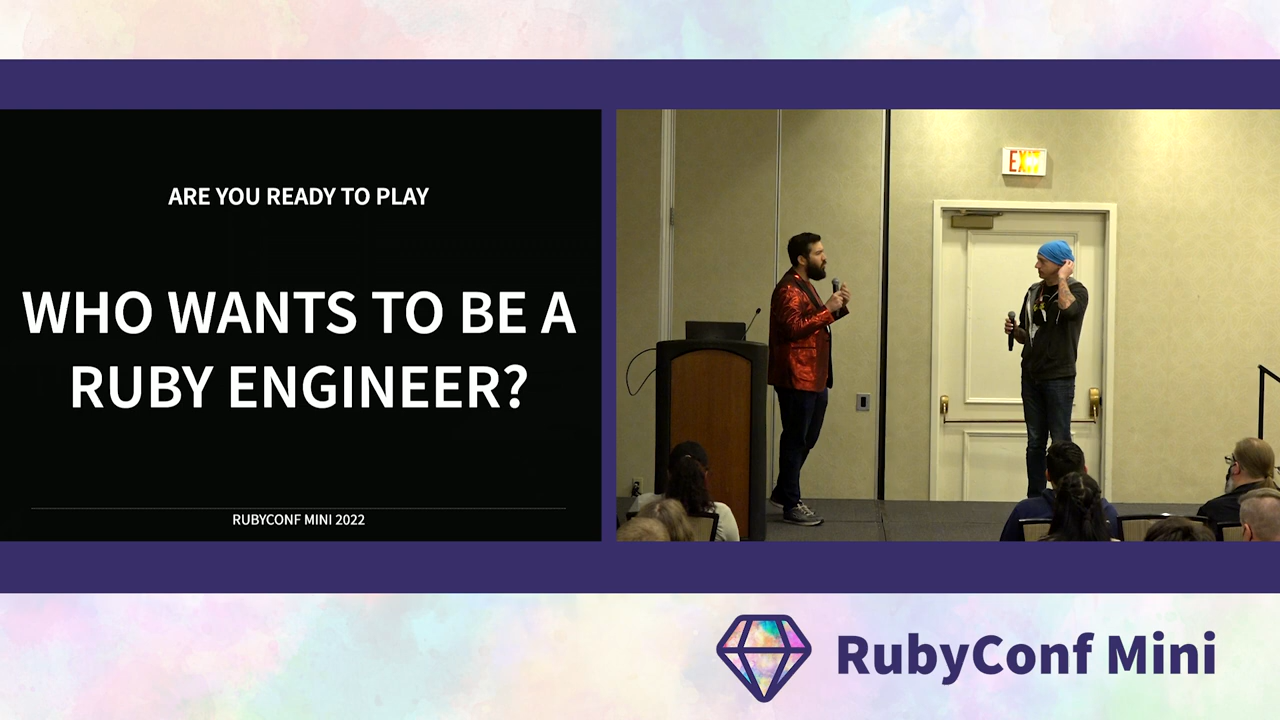 ARE YOU READY TO PLAY
WHO WANTS TO BE A
RUBY ENGINEER?
RUBYCONF MINI 2022
EXIT
RubyConf Mini